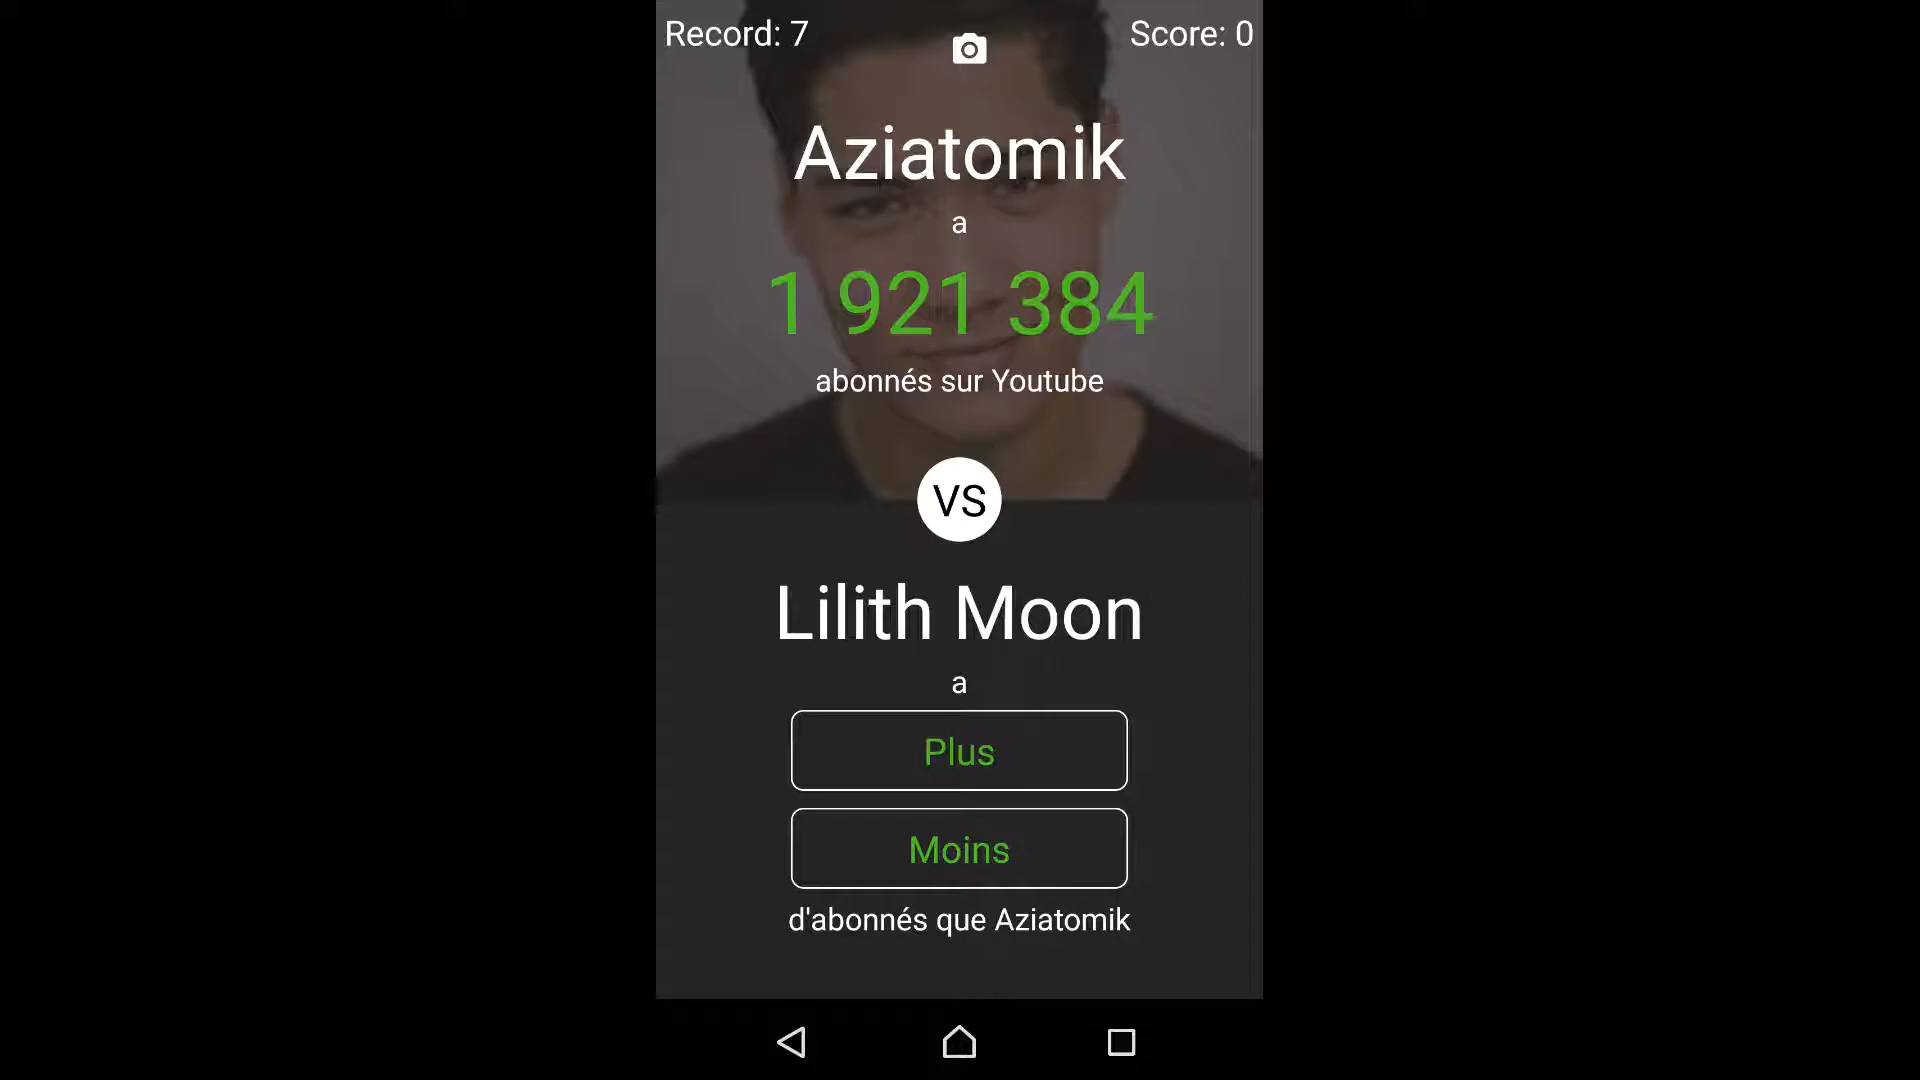 Record: 7
Score: 0
Aziatomik
a
1 921 384
abonnés sur Youtube
VS
Lilith Moon
a
Plus
Moins
d'abonnés que Aziatomik